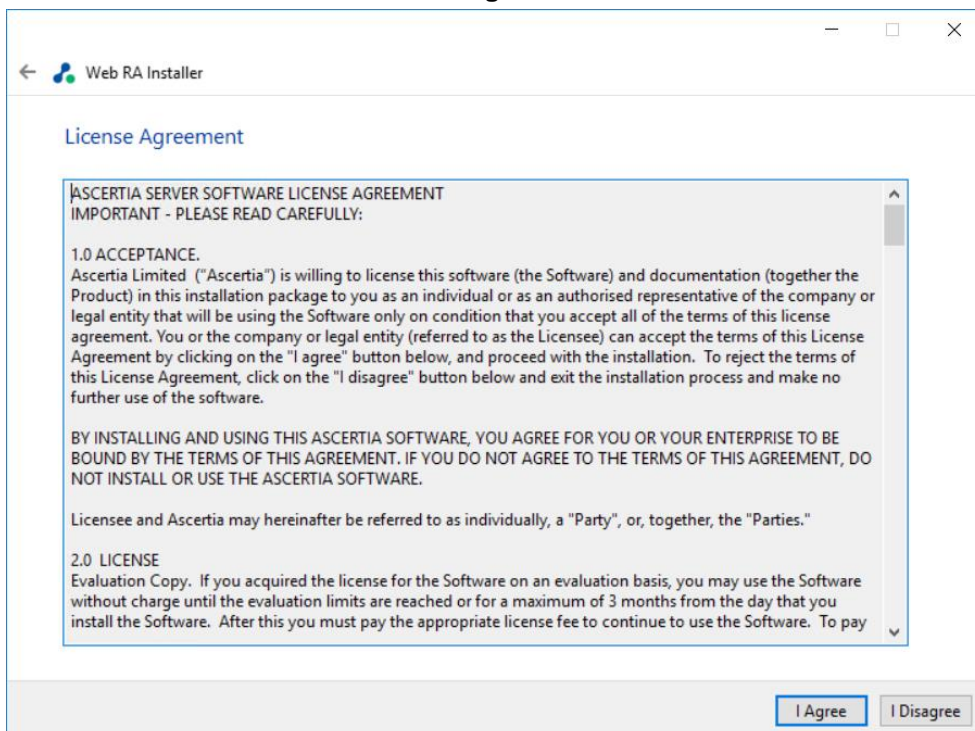 Web RA Installer
License Agreement
ASCERTIA SERVER SOFTWARE LICENSE AGREEMENT
IMPORTANT - PLEASE READ CAREFULLY:
1.0 ACCEPTANCE.
Ascertia Limited  ("Ascertia") is willing to license this software (the Software) and documentation (together the
Product) in this installation package to you as an individual or as an authorised representative of the company or
legal entity that will be using the Software only on condition that you accept all of the terms of this license
agreement. You or the company or legal entity (referred to as the Licensee) can accept the terms of this License
Agreement by clicking on the "I agree" button below, and proceed with the installation.  To reject the terms of
this License Agreement, click on the "I disagree" button below and exit the installation process and make no
further use of the software.
BY INSTALLING AND USING THIS ASCERTIA SOFTWARE, YOU AGREE FOR YOU OR YOUR ENTERPRISE TO BE
BOUND BY THE TERMS OF THIS AGREEMENT. IF YOU DO NOT AGREE TO THE TERMS OF THIS AGREEMENT, DO
NOT INSTALL OR USE THE ASCERTIA SOFTWARE.
Licensee and Ascertia may hereinafter be referred to as individually, a "Party", or, together, the "Parties."
2.0  LICENSE
Evaluation Copy.  If you acquired the license for the Software on an evaluation basis, you may use the Software
without charge until the evaluation limits are reached or for a maximum of 3 months from the day that you
install the Software.  After this you must pay the appropriate license fee to continue to use the Software.  To pay
I Agree
I Disagree